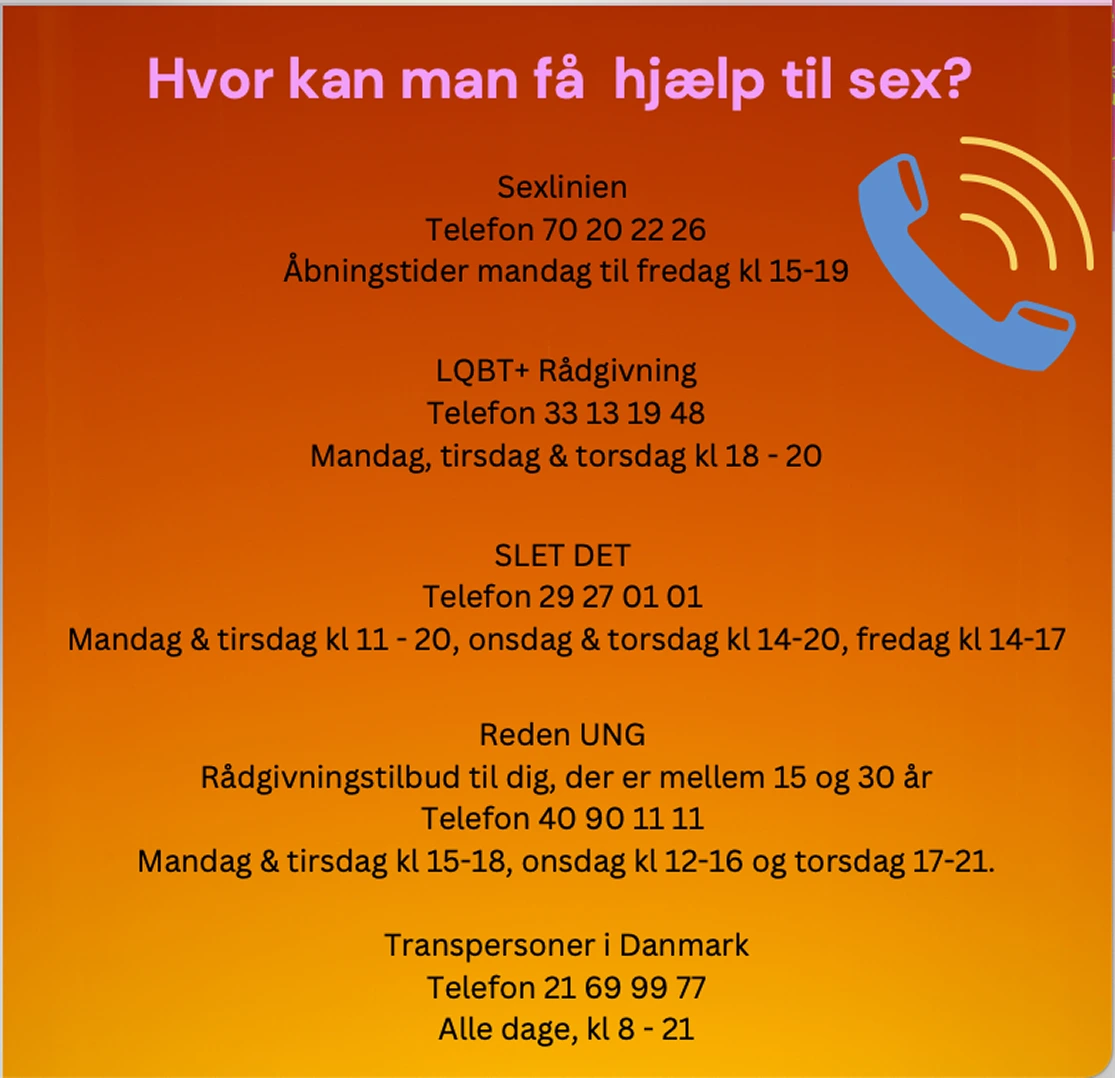 Hvor kan man få hjælp til sex?
Sexlinien
Telefon 70 20 22 26
Åbningstider mandag til fredag kl 15-19
LQBT+ Rådgivning
Telefon 33 13 19 48
Mandag, tirsdag & torsdag kl 18 - 20
SLET DET
Telefon 29 27 01 01
Mandag & tirsdag kl 11 - 20, onsdag & torsdag kl 14-20, fredag kl 14-17
Reden UNG
Rådgivningstilbud til dig, der er mellem 15 og 30 år
Telefon 40 90 11 11
Mandag & tirsdag kl 15-18, onsdag kl 12-16 og torsdag 17-21.
Transpersoner i Danmark
Telefon 21 69 99 77
Alle dage, kl 8 - 21